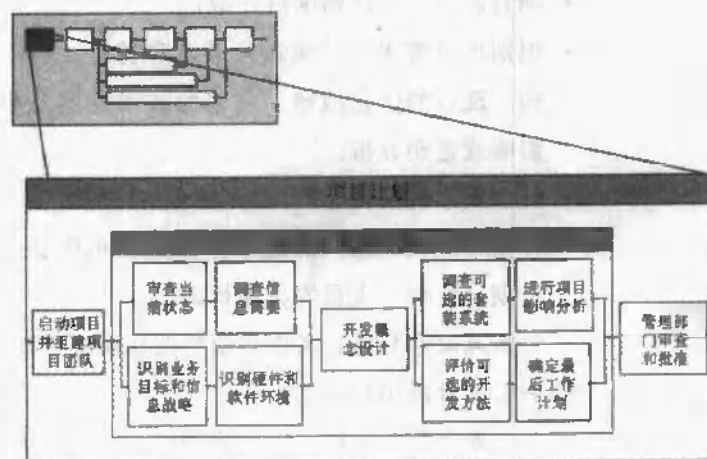 项目计划
启动项目
并组建项
目团队
审查当
前状态
调查信
息需要
识别业务
目标和信
息战略
识别硬件和
软件环境
开发概
念设计
调查可
选的套
装系统
进行项目
影响分析
评价可
选的开
发方法
确定最
后工作
计划
管理部
门审查
和批准